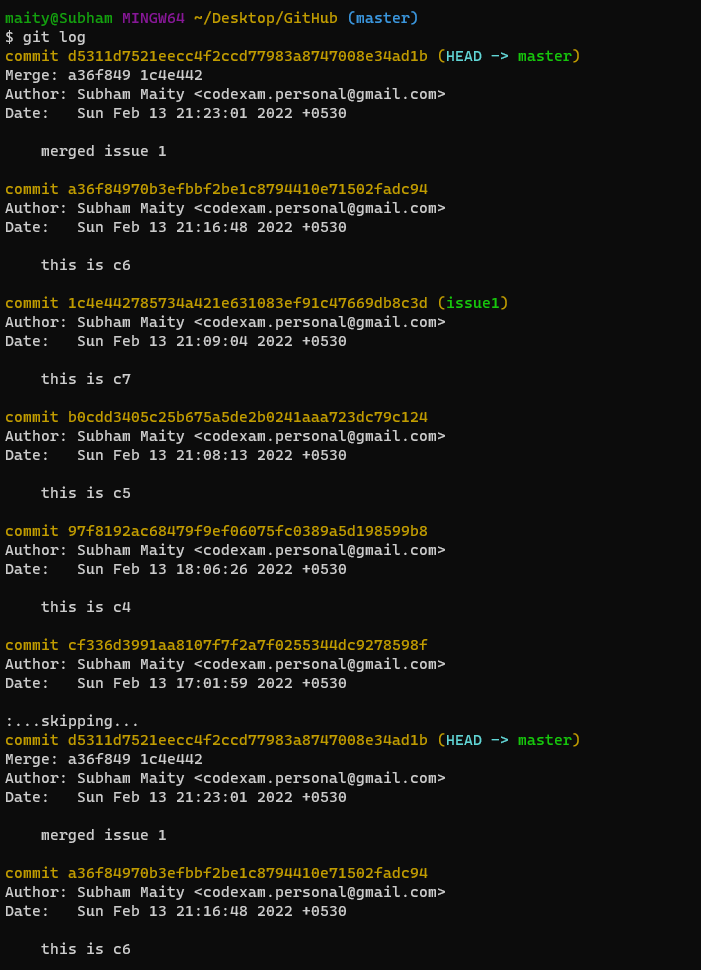 maity@Subham MINGW64 ~/Desktop/GitHub (master)
$ git log
commit d5311d7521eecc4f2ccd77983a8747008e34ad1b (HEAD -> master)
Merge: a36f849 1c4e442
Author: Subham Maity <codexam.personal@gmail.com>
Date:   Sun Feb 13 21:23:01 2022 +0530
    merged issue 1
commit a36f84970b3efbbf2be1c8794410e71502fadc94
Author: Subham Maity <codexam.personal@gmail.com>
Date:   Sun Feb 13 21:16:48 2022 +0530
    this is c6
commit 1c4e442785734a421e631083ef91c47669db8c3d (issue1)
Author: Subham Maity <codexam.personal@gmail.com>
Date:   Sun Feb 13 21:09:04 2022 +0530
    this is c7
commit b0cdd3405c25b675a5de2b0241aaa723dc79c124
Author: Subham Maity <codexam.personal@gmail.com>
Date:   Sun Feb 13 21:08:13 2022 +0530
    this is c5
commit 97f8192ac68479f9ef06075fc0389a5d198599b8
Author: Subham Maity <codexam.personal@gmail.com>
Date:   Sun Feb 13 18:06:26 2022 +0530
    this is c4
commit cf336d3991aa8107f7f2a7f0255344dc9278598f
Author: Subham Maity <codexam.personal@gmail.com>
Date:   Sun Feb 13 17:01:59 2022 +0530
:...skipping...
commit d5311d7521eecc4f2ccd77983a8747008e34ad1b (HEAD -> master)
Merge: a36f849 1c4e442
Author: Subham Maity <codexam.personal@gmail.com>
Date:   Sun Feb 13 21:23:01 2022 +0530
    merged issue 1
commit a36f84970b3efbbf2be1c8794410e71502fadc94
Author: Subham Maity <codexam.personal@gmail.com>
Date:   Sun Feb 13 21:16:48 2022 +0530
    this is c6